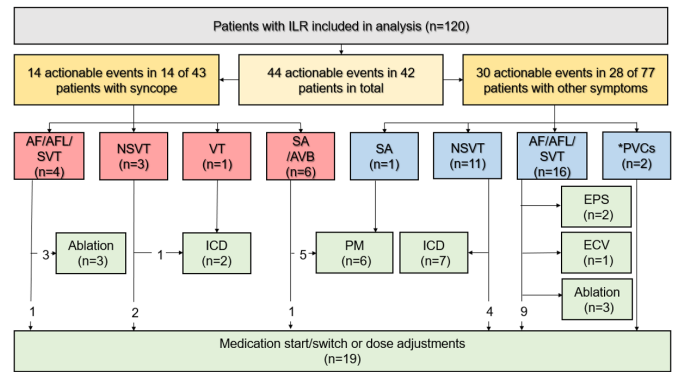 Patients with ILR included in analysis (n=120)
14 actionable events in 14 of 43
patients with syncope
44 actionable events in 42
patients in total
30 actionable events in 28 of 77
patients with other symptoms
AF/AFL/
SVT
(n=4)
NSVT
(n=3)
VT
(n=1)
SA
/AVB
(n=6)
SA
(n=1)
NSVT
(n=11)
AF/AFL/
SVT
(n=16)
*PVCs
(n=2)
EPS
(n=2)
3
Ablation
(n=3)
1
ICD
(n=2)
5
PM
(n=6)
ICD
(n=7)
ECV
(n=1)
Ablation
(n=3)
1
2
1
4
9
Medication start/switch or dose adjustments
(n=19)